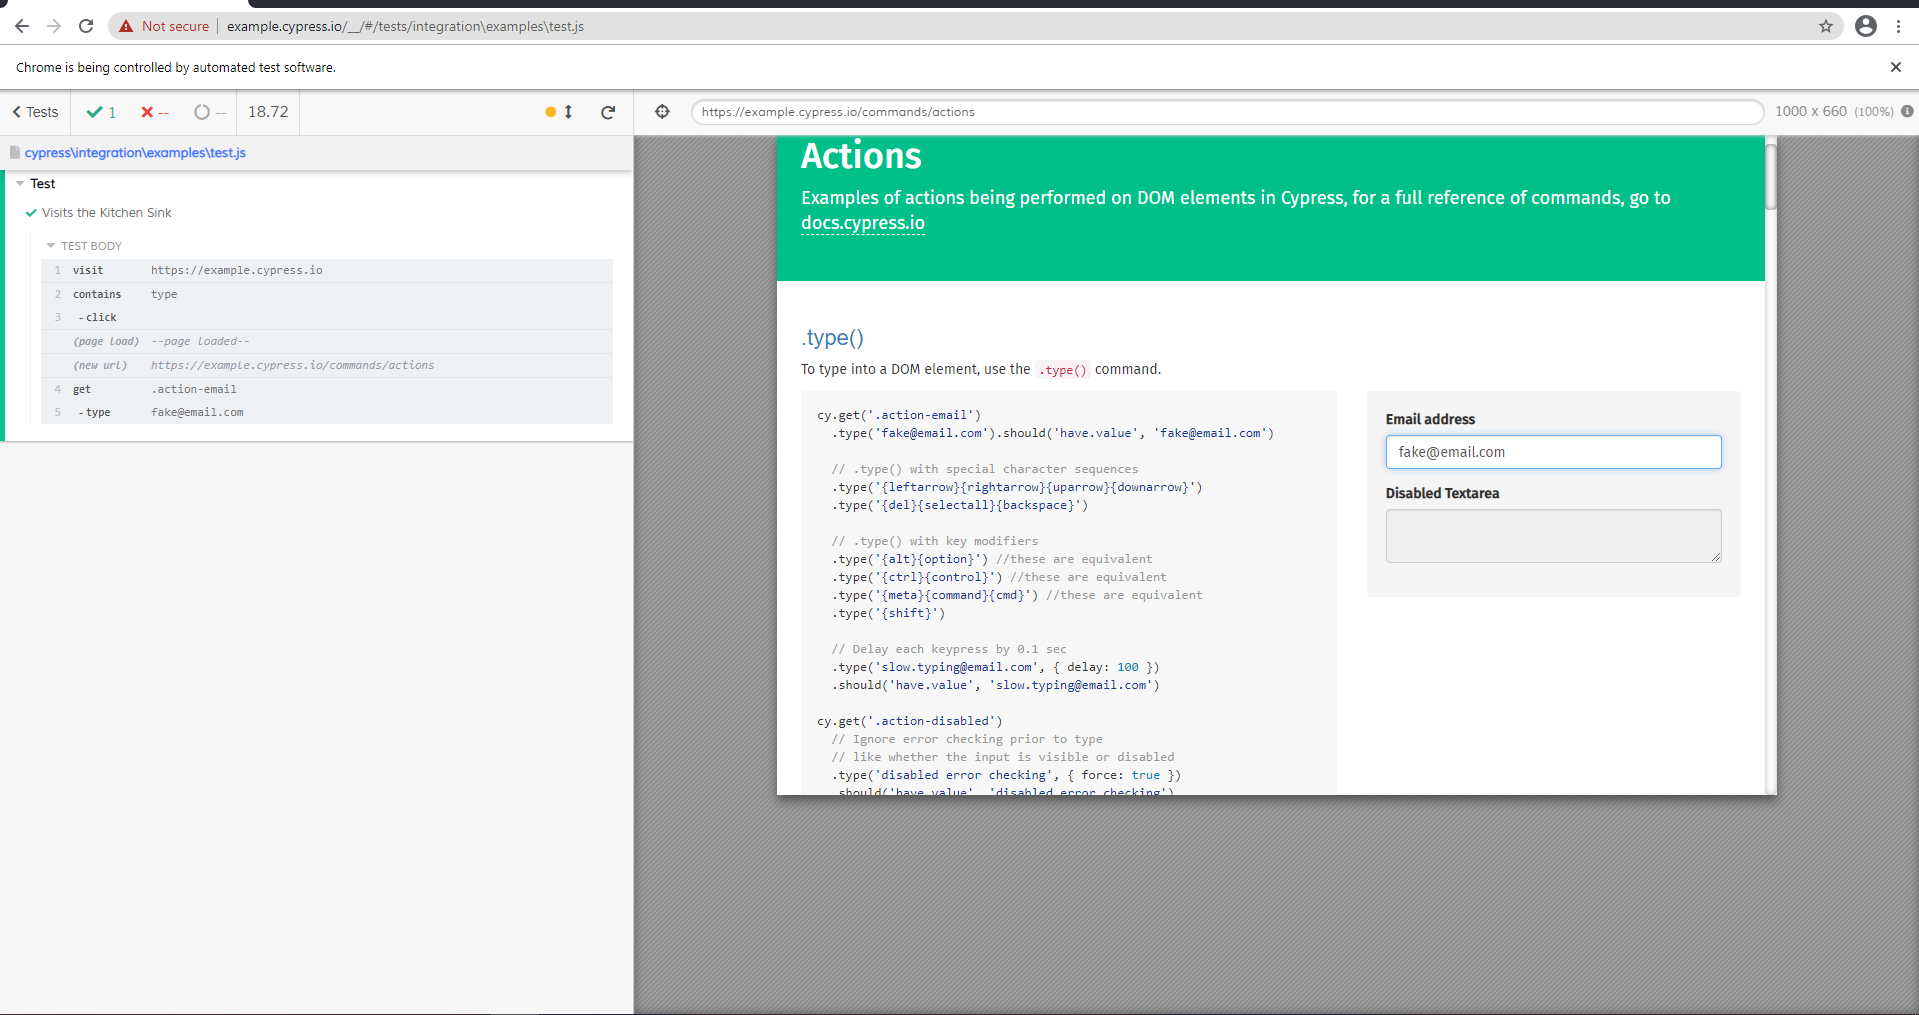 Not secure example.cypress.io/__/#/tests/integration\examples\test.js
Chrome is being controlled by automated test software.
Tests 1 -- -- 18.72
https://example.cypress.io/commands/actions 1000 x 660 (100%)
cypress\integration\examples\test.js
Test
Visits the Kitchen Sink
TEST BODY
1 visit https://example.cypress.io
2 contains type
3 -click
(page load) --page loaded--
(new url) https://example.cypress.io/commands/actions
4 get .action-email
5 -type fake@email.com
Actions
Examples of actions being performed on DOM elements in Cypress, for a full reference of commands, go to
docs.cypress.io
.type()
To type into a DOM element, use the .type() command.
cy.get('.action-email')
.type('fake@email.com').should('have.value', 'fake@email.com')
// .type() with special character sequences
.type('{leftarrow}{rightarrow}{uparrow}{downarrow}')
.type('{del}{selectall}{backspace}')
// .type() with key modifiers
.type('{alt}{option}') //these are equivalent
.type('{ctrl}{control}') //these are equivalent
.type('{meta}{command}{cmd}') //these are equivalent
.type('{shift}')
// Delay each keypress by 0.1 sec
.type('slow.typing@email.com', { delay: 100 })
.should('have.value', 'slow.typing@email.com')
cy.get('.action-disabled')
// Ignore error checking prior to type
// like whether the input is visible or disabled
.type('disabled error checking', { force: true })
.should('have.value', 'disabled error checking')
Email address
fake@email.com
Disabled Textarea